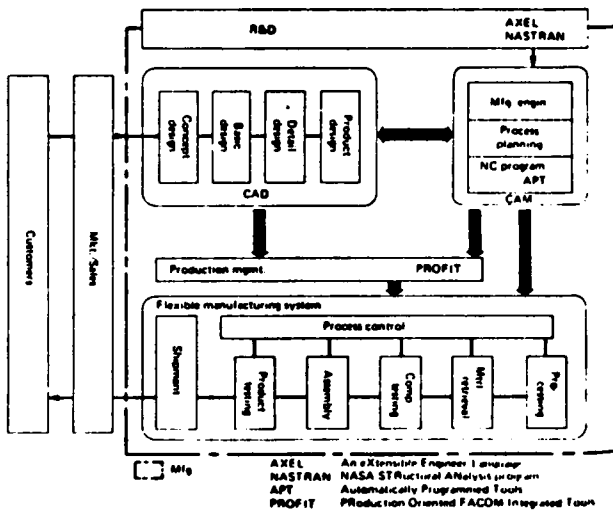 R&D
AXEL
NASTRAN
Customers
Mkt./Sales
Concept
design
Basic
design
Detail
design
Product
design
CAD
Mfg. engin
Process
planning
NC program
APT
CAM
Production mgmt.
PROFIT
Flexible manufacturing system
Process control
Shipment
Product
testing
Assembly
Comp
testing
Mtrl
retrieval
Pro-
cessing
Mfg
AXEL An eXtensible Engineer Language
NASTRAN NASA STRuctural ANalysis program
APT Automatically Programmed Tools
PROFIT PRoduction Oriented FACOM Integrated Tools